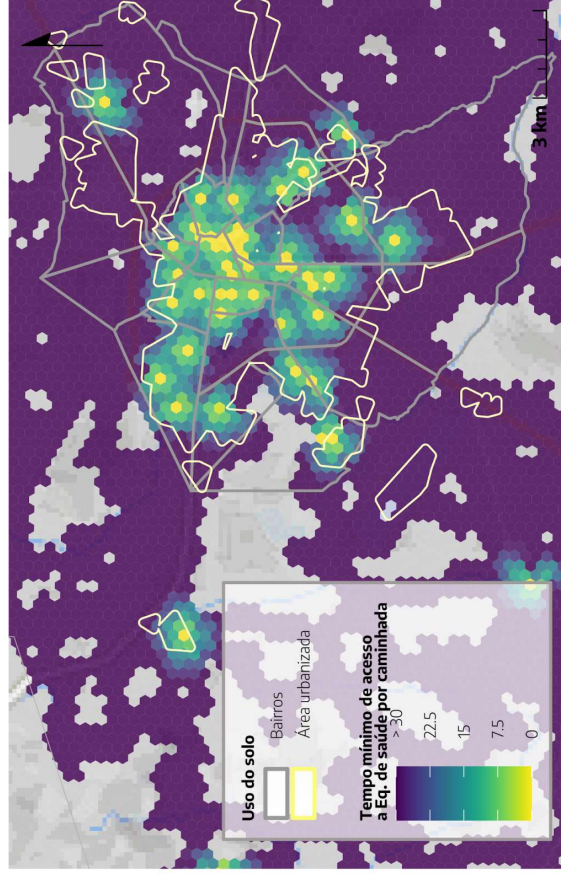 Uso do solo
Bairros
Área urbanizada
Tempo mínimo de acesso
a Eq. de saúde por caminhada
> 30
22.5
15
7.5
0
3 km